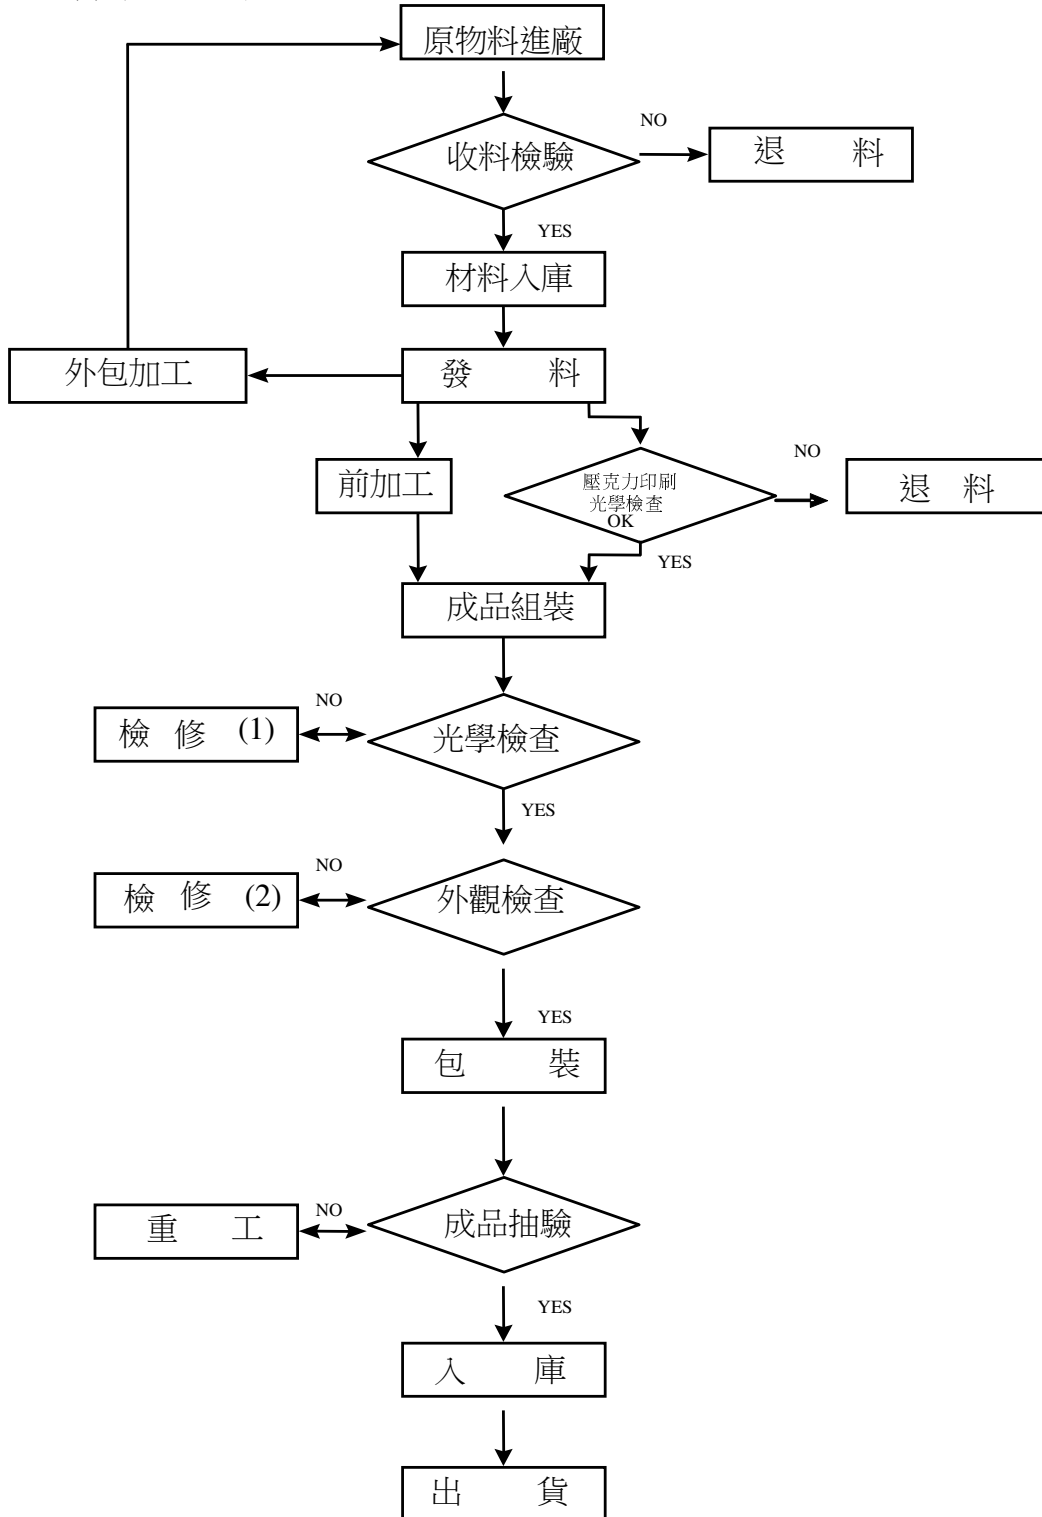 原物料進廠
NO
收料檢驗
退 料
YES
材料入庫
外包加工
發 料
NO
前加工
壓克力印刷
光學檢查
OK
退 料
YES
成品組裝
NO
檢 修 (1)
光學檢查
YES
NO
檢 修 (2)
外觀檢查
YES
包 裝
NO
重 工
成品抽驗
YES
入 庫
出 貨